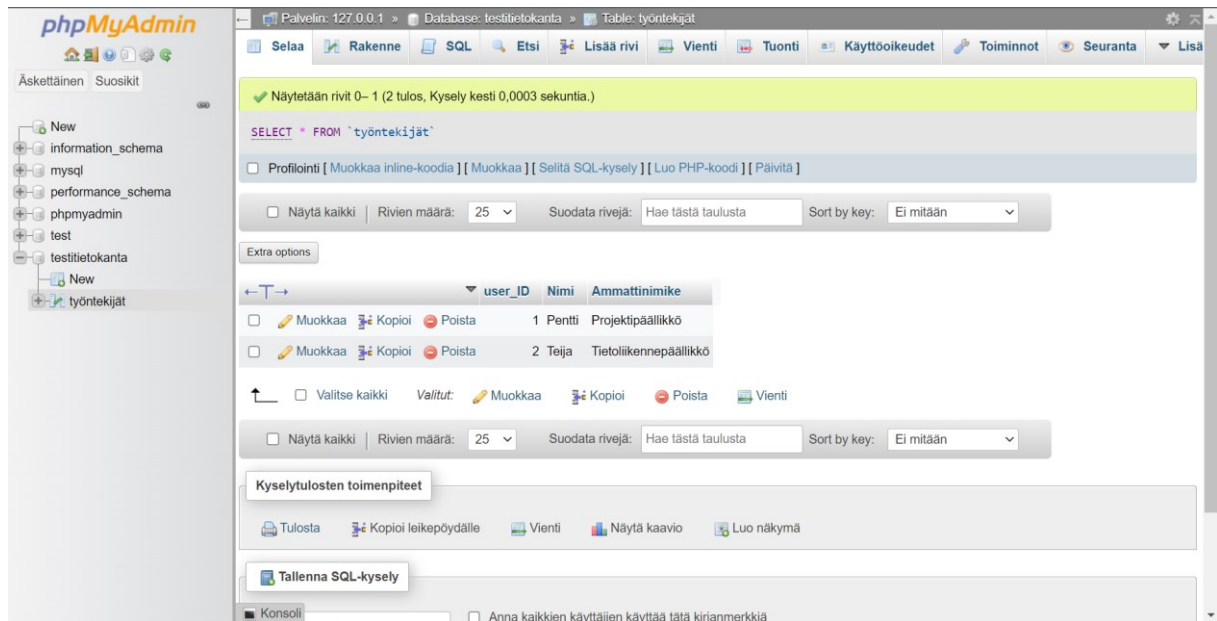 phpMyAdmin
Äskettäinen Suosikit
New
information_schema
mysql
performance_schema
phpmyadmin
test
testitietokanta
New
työntekijät
← Palvelin: 127.0.0.1 » Database: testitietokanta » Table: työntekijät
Selaa Rakenne SQL Etsi Lisää rivi Vienti Tuonti Käyttöoikeudet Toiminnot Seuranta Lisä
Näytetään rivit 0– 1 (2 tulos, Kysely kesti 0,0003 sekuntia.)
SELECT * FROM `työntekijät`
Profilointi [ Muokkaa inline-koodia ] [ Muokkaa ] [ Selitä SQL-kysely ] [ Luo PHP-koodi ] [ Päivitä ]
Näytä kaikki | Rivien määrä: 25 Suodata rivejä: Hae tästä taulusta Sort by key: Ei mitään
Extra options
←T→ user_ID Nimi Ammattinimike
Muokkaa Kopioi Poista 1 Pentti Projektipäällikkö
Muokkaa Kopioi Poista 2 Teija Tietoliikennepäällikkö
Valitse kaikki Valitut: Muokkaa Kopioi Poista Vienti
Näytä kaikki | Rivien määrä: 25 Suodata rivejä: Hae tästä taulusta Sort by key: Ei mitään
Kyselytulosten toimenpiteet
Tulosta Kopioi leikepöydälle Vienti Näytä kaavio Luo näkymä
Tallenna SQL-kysely
Konsoli Anna kaikkien käyttäjien käyttää tätä kirjanmerkkiä